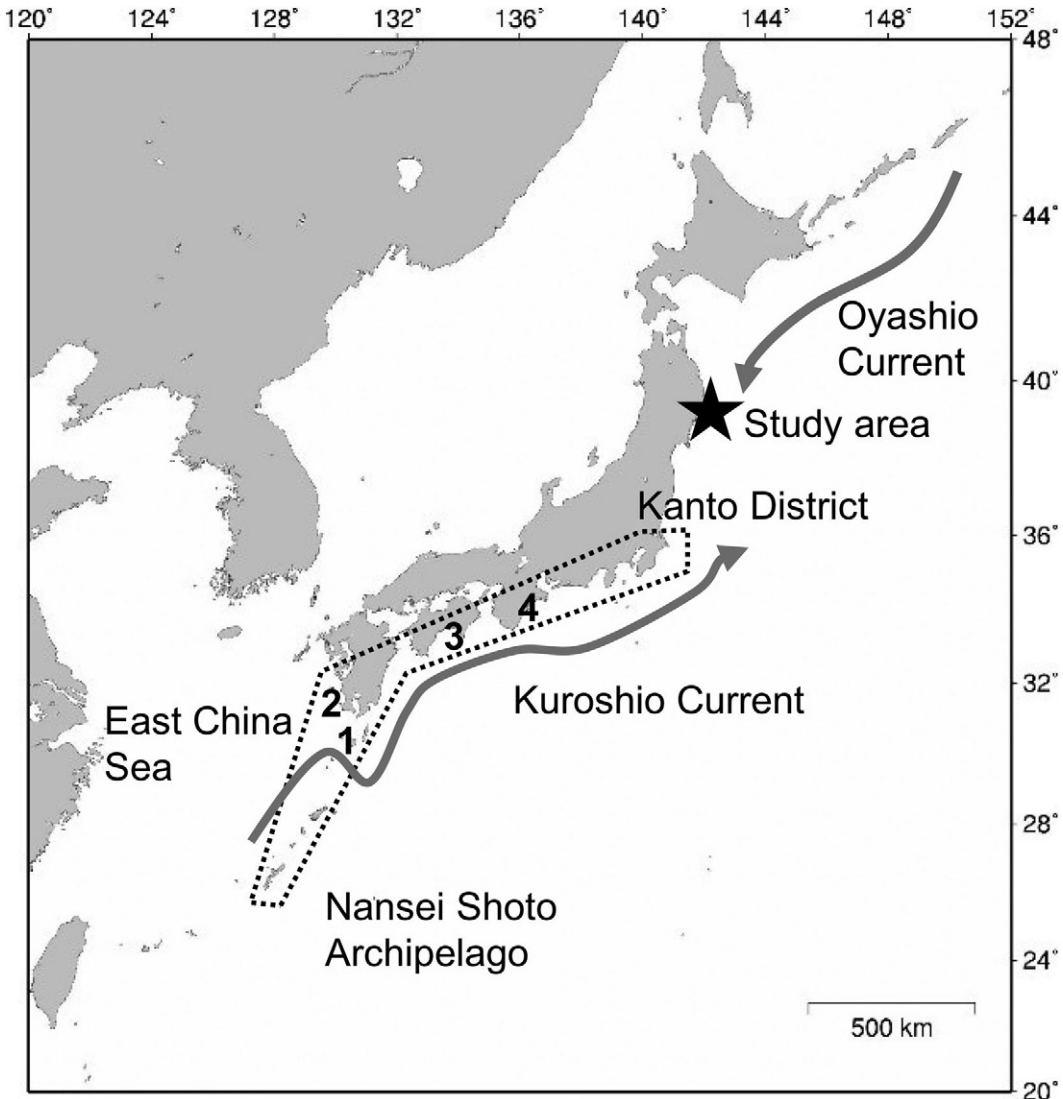 120° 124° 128° 132° 136° 140° 144° 148° 152°
48°
44°
Oyashio
Current
40°
Study area
Kanto District
36°
4
3
2
Kuroshio Current
32°
East China
Sea
1
28°
Nansei Shoto
Archipelago
24°
500 km
20°